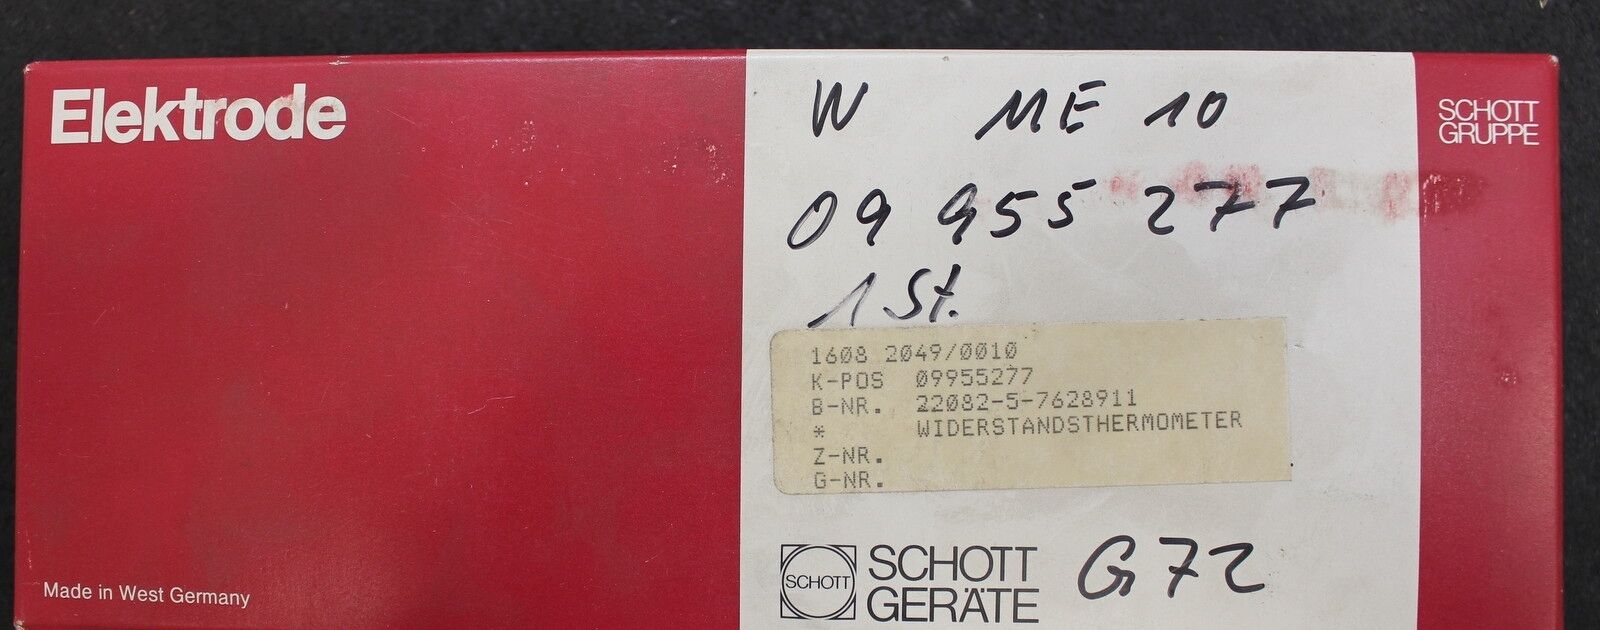 Elektrode
W ME 10
SCHOTT
GRUPPE
09 955 277
1 St.
1608 2049/0010
K-POS 09955277
B-NR. 22082-5-7628911
* WIDERSTANDSTHERMOMETER
Z-NR.
G-NR.
SCHOTT
SCHOTT
GERÄTE
G72
Made in West Germany